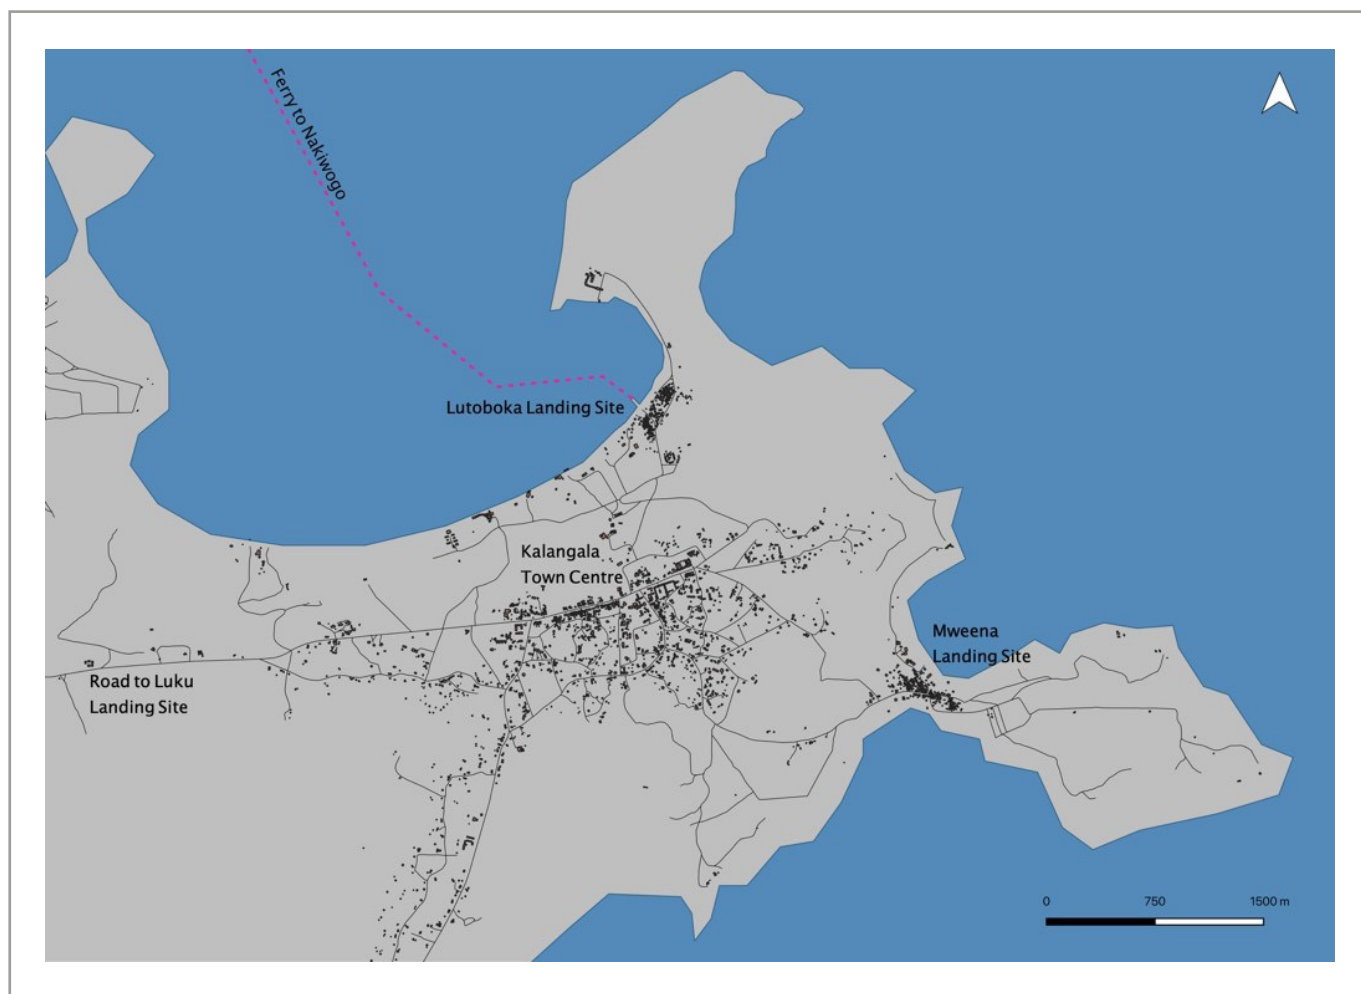 Ferry to Nakiwogo
Lutoboka Landing Site
Kalangala
Town Centre
Mweena
Landing Site
Road to Luku
Landing Site
0 750 1500 m